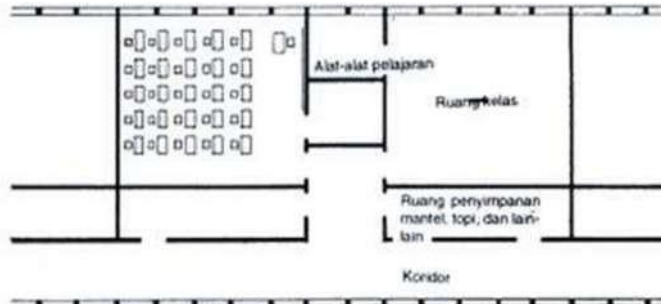 Alat-alat pelajaran
Ruang kelas
Ruang penyimpanan
mantel, topi, dan lain-
lain
Koridor